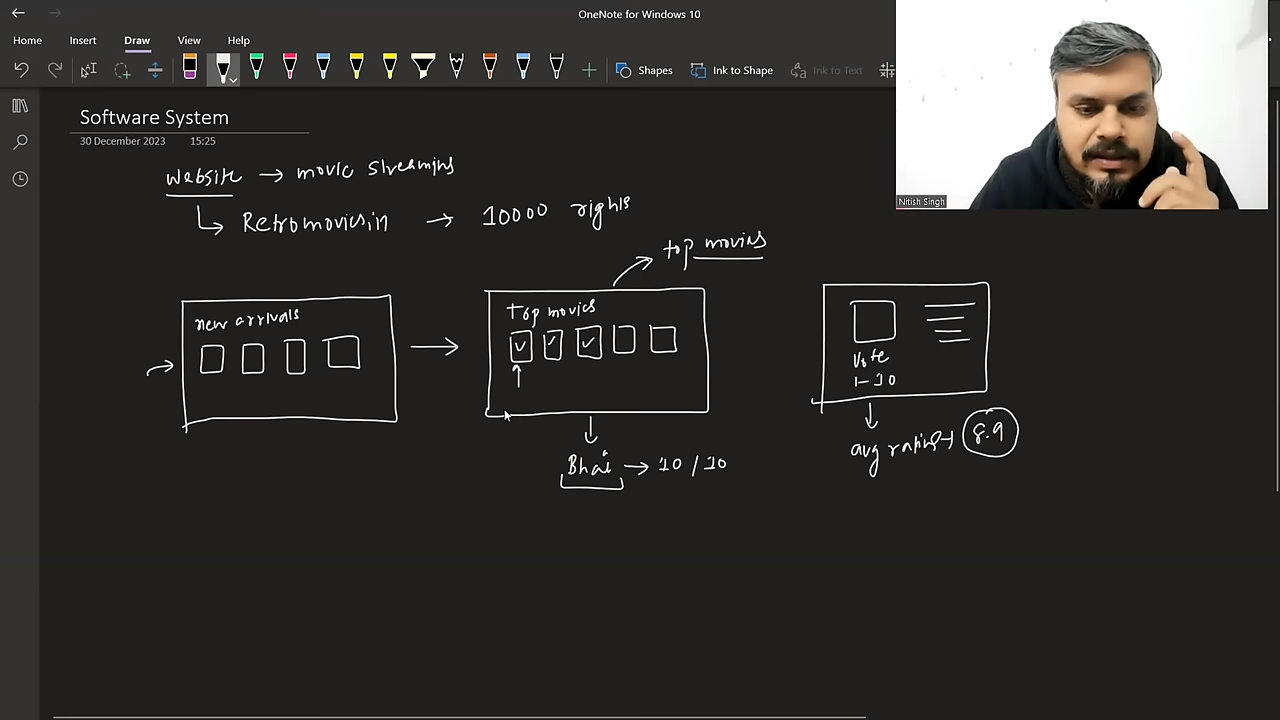 OneNote for Windows 10
Home Insert Draw View Help
Shapes Ink to Shape Ink to Text
Software System
30 December 2023 15:25
Website → movie streaming
Retromovies.in → 10000 rights
top movies
new arrivals
Top movies
Vote
1-10
avg rating → 8.9
Bhai → 10/10
Nitish Singh